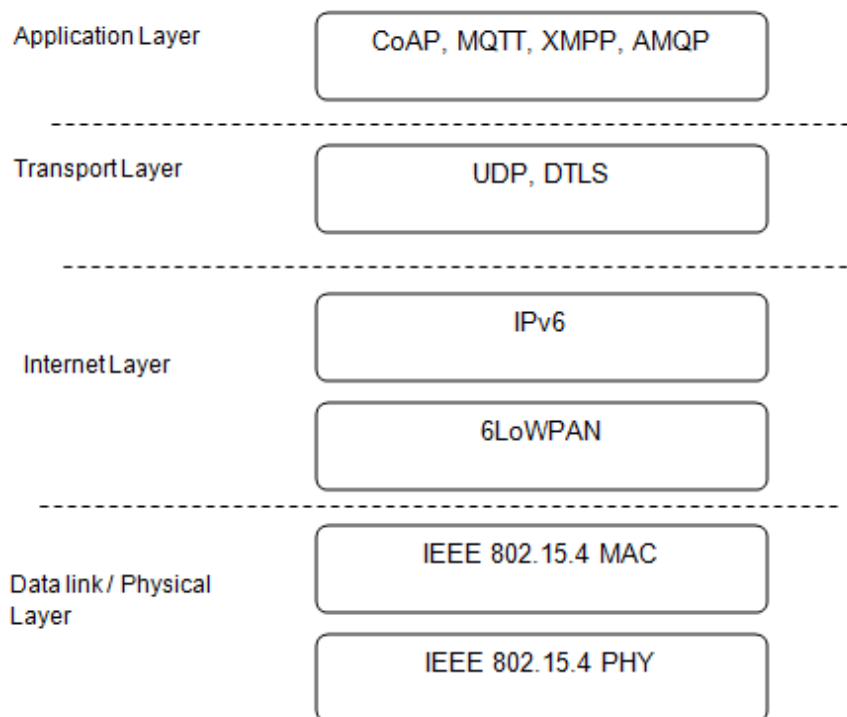 Application Layer
CoAP, MQTT, XMPP, AMQP
Transport Layer
UDP, DTLS
IPv6
Internet Layer
6LoWPAN
IEEE 802.15.4 MAC
Data link / Physical
Layer
IEEE 802.15.4 PHY